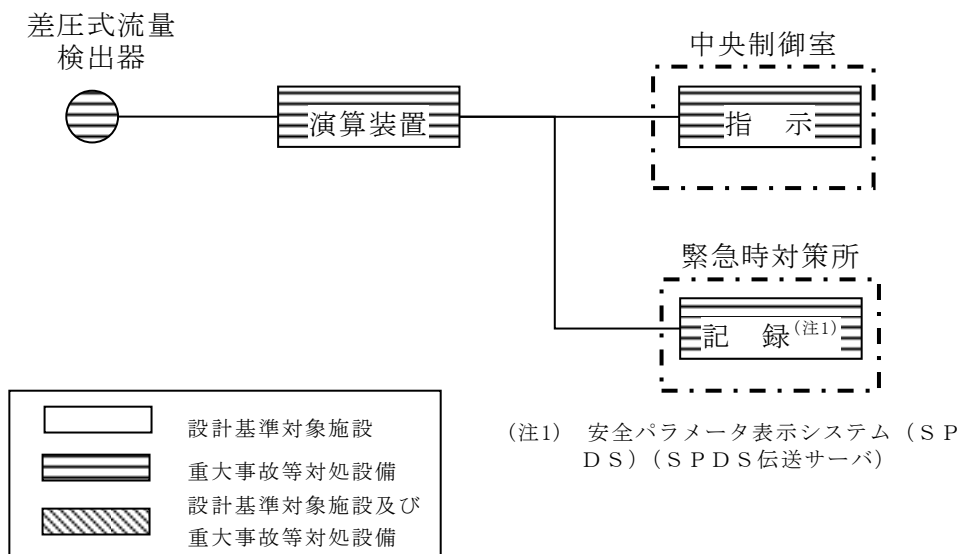 差圧式流量
検出器
演算装置
中央制御室
指　示
緊急時対策所
記　録(注1)
設計基準対象施設
重大事故等対処設備
設計基準対象施設及び
重大事故等対処設備
(注1)　安全パラメータ表示システム（ＳＰ
ＤＳ）（ＳＰＤＳ伝送サーバ）